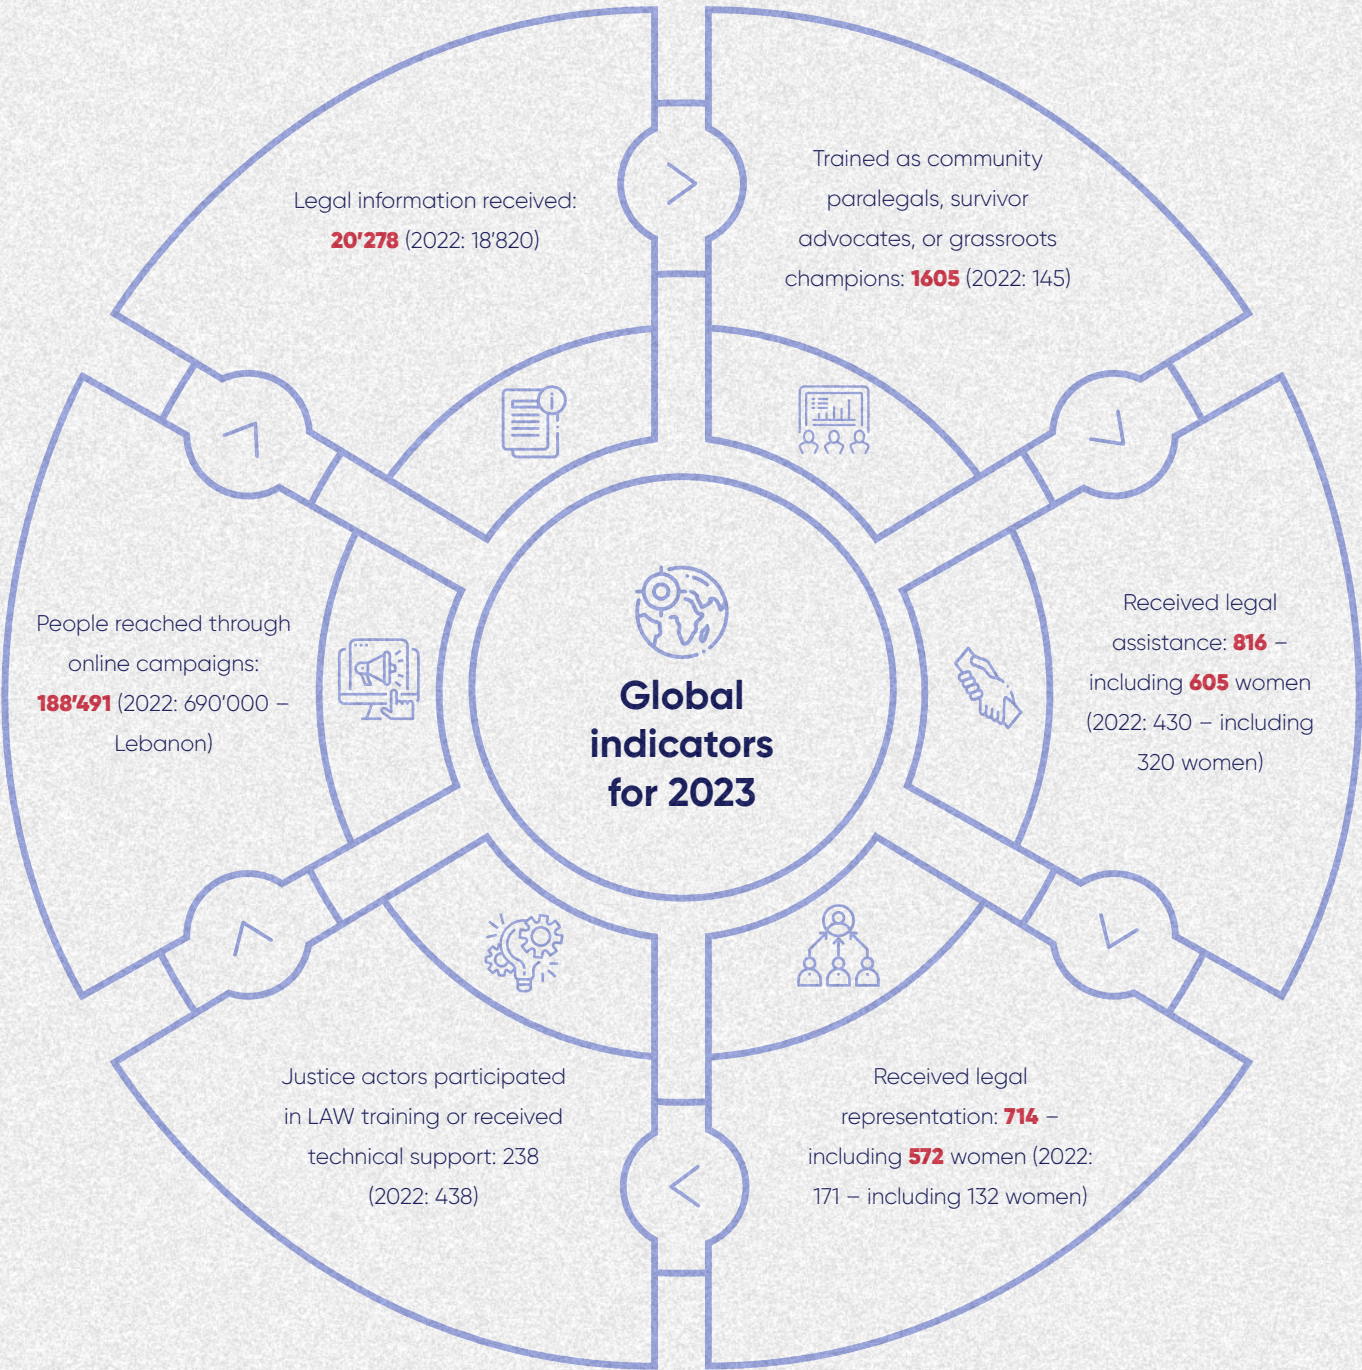 Legal information received:
20’278 (2022: 18’820)
Trained as community
paralegals, survivor
advocates, or grassroots
champions: 1605 (2022: 145)
Received legal
assistance: 816 –
including 605 women
(2022: 430 – including
320 women)
Received legal
representation: 714 –
including 572 women (2022:
171 – including 132 women)
Justice actors participated
in LAW training or received
technical support: 238
(2022: 438)
People reached through
online campaigns:
188’491 (2022: 690’000 –
Lebanon)
Global
indicators
for 2023